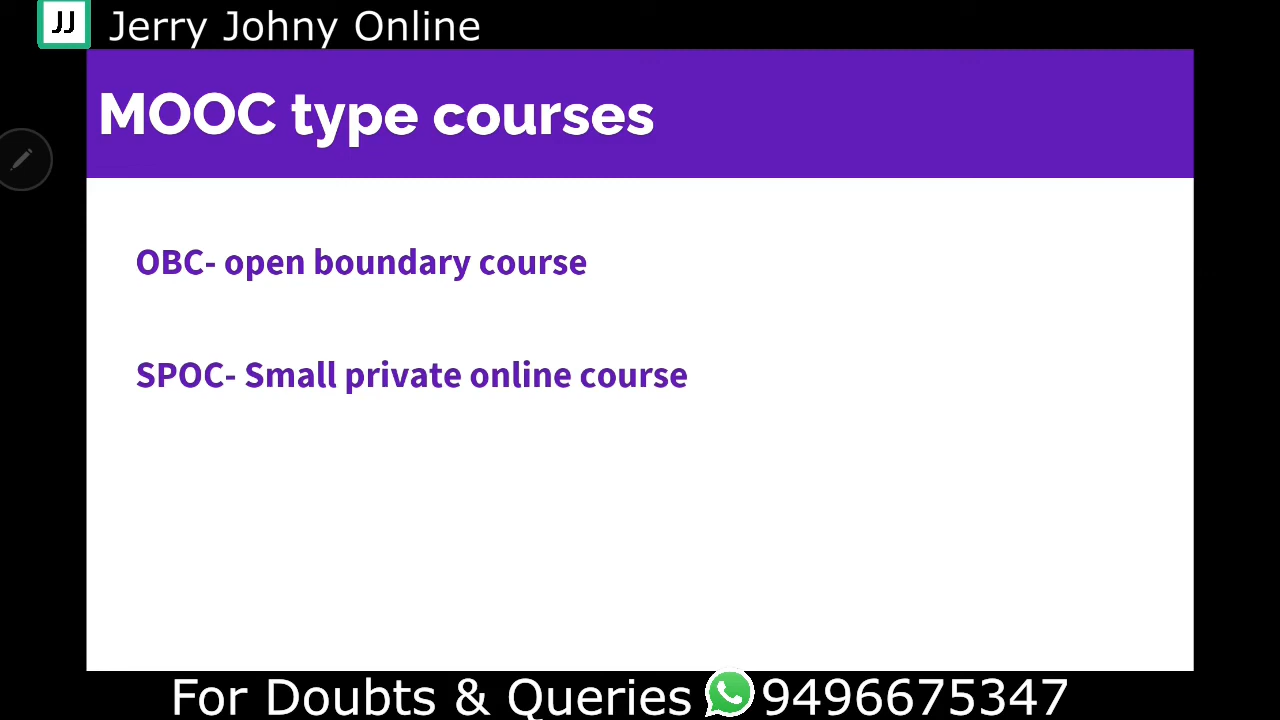 JJ Jerry Johny Online
MOOC type courses
OBC- open boundary course
SPOC- Small private online course
For Doubts & Queries 9496675347